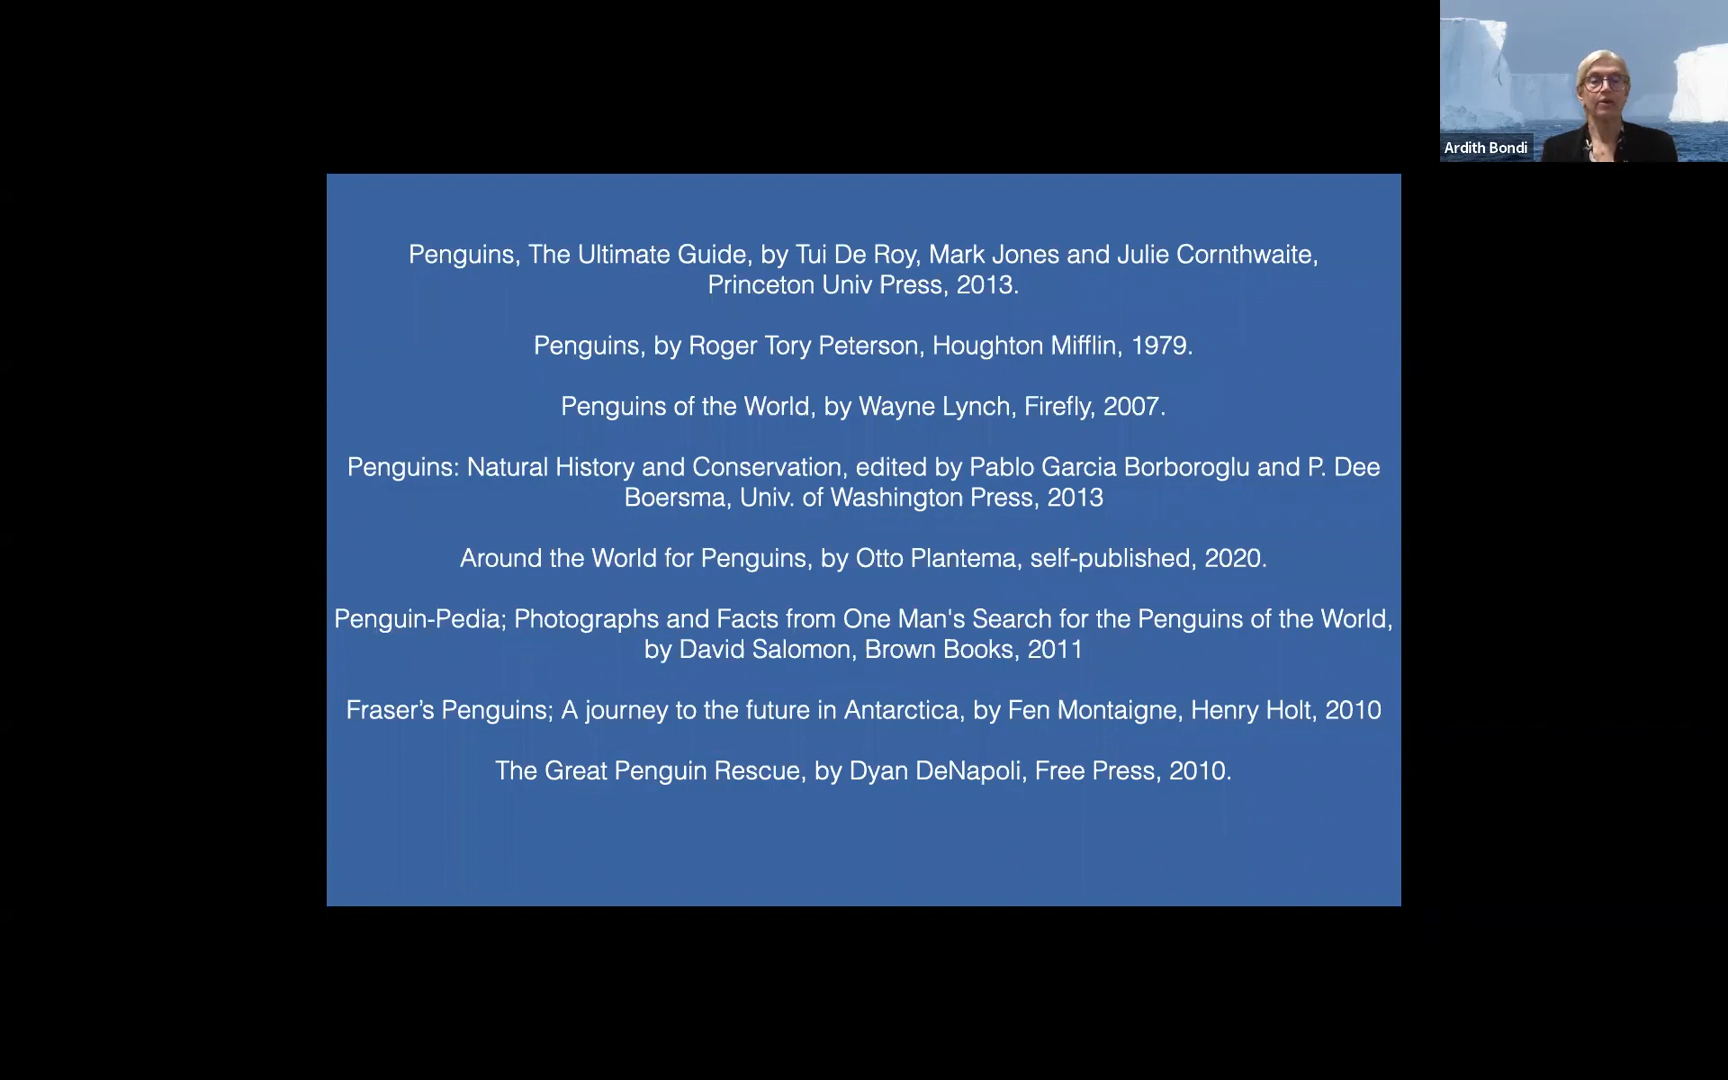 Ardith Bondi
Penguins, The Ultimate Guide, by Tui De Roy, Mark Jones and Julie Cornthwaite,
Princeton Univ Press, 2013.
Penguins, by Roger Tory Peterson, Houghton Mifflin, 1979.
Penguins of the World, by Wayne Lynch, Firefly, 2007.
Penguins: Natural History and Conservation, edited by Pablo Garcia Borboroglu and P. Dee
Boersma, Univ. of Washington Press, 2013
Around the World for Penguins, by Otto Plantema, self-published, 2020.
Penguin-Pedia; Photographs and Facts from One Man's Search for the Penguins of the World,
by David Salomon, Brown Books, 2011
Fraser’s Penguins; A journey to the future in Antarctica, by Fen Montaigne, Henry Holt, 2010
The Great Penguin Rescue, by Dyan DeNapoli, Free Press, 2010.